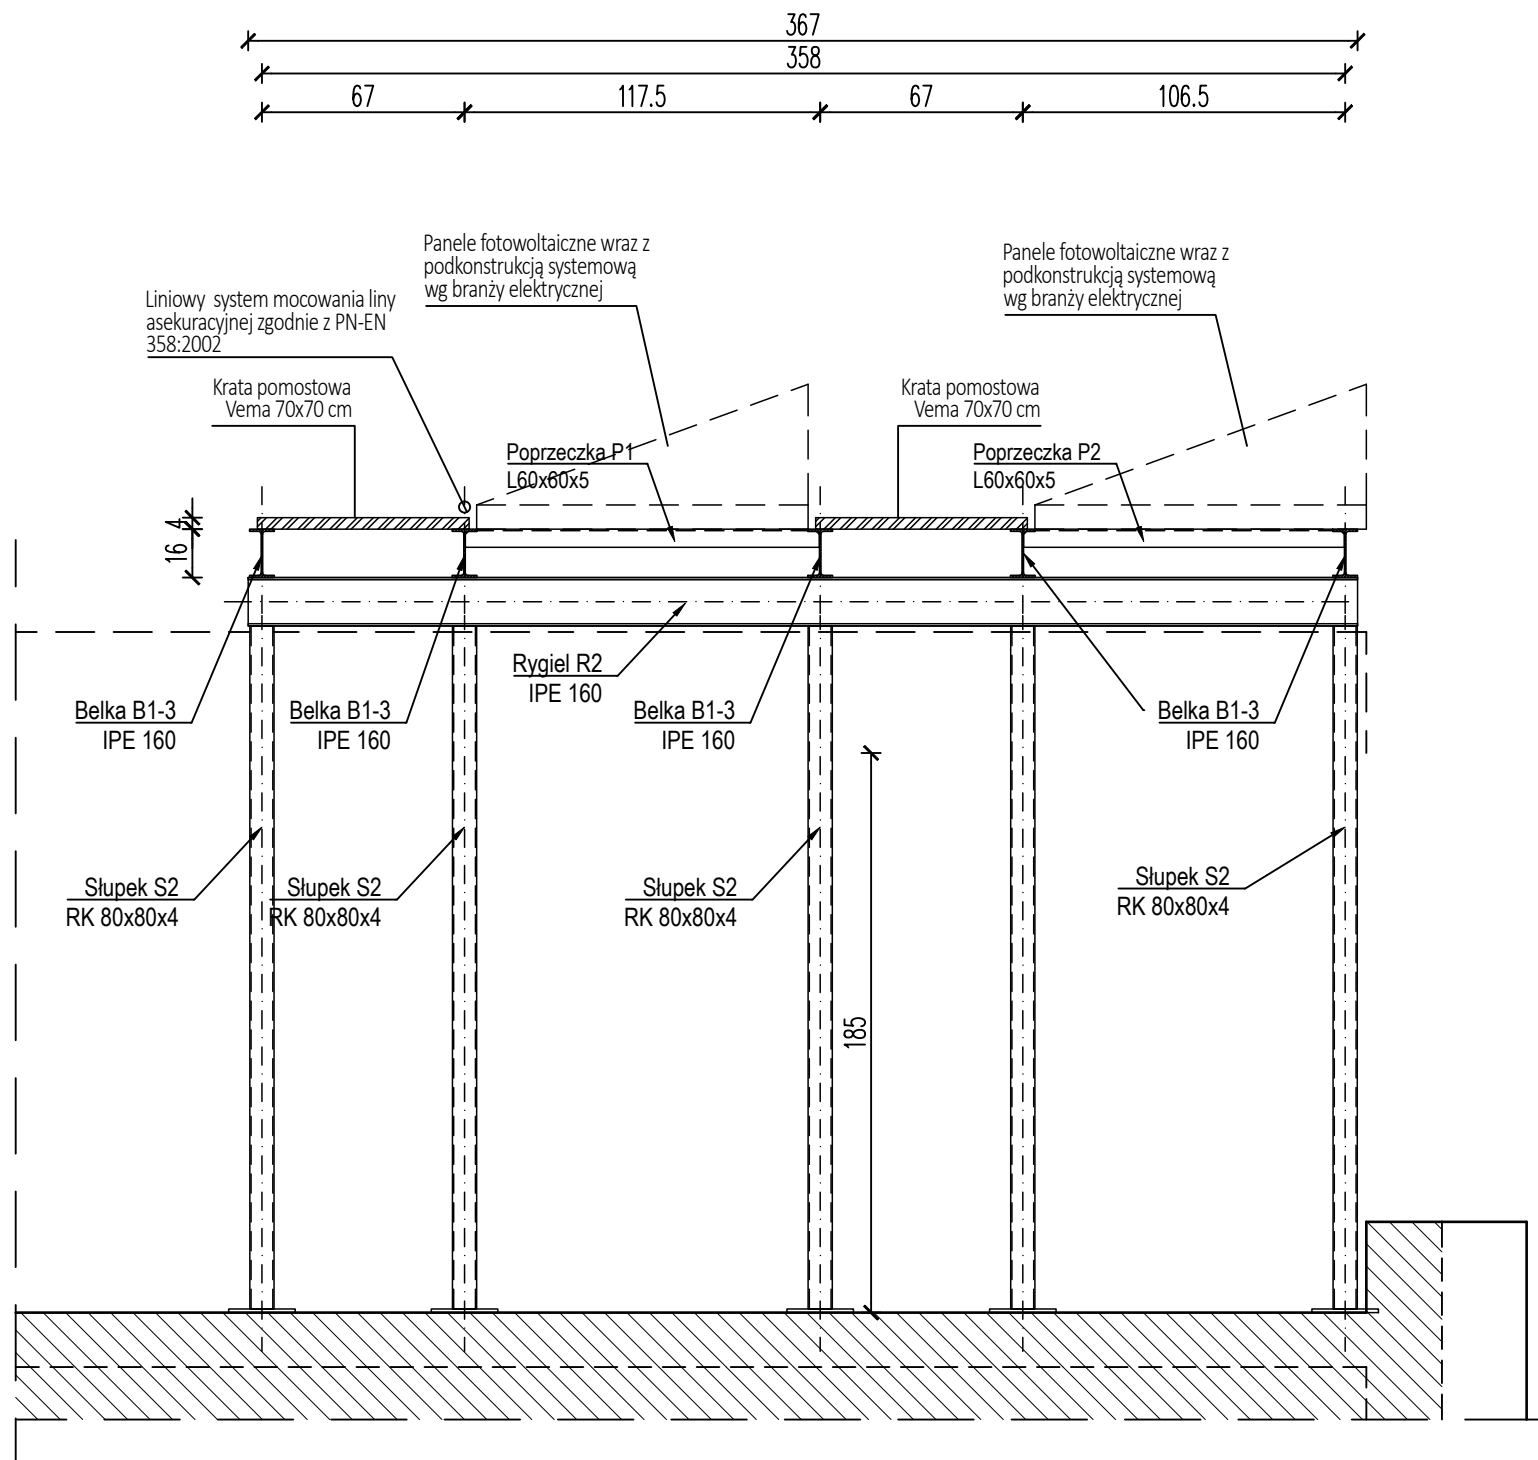 367
358
67
117.5
67
106.5
Panele fotowoltaiczne wraz z
podkonstrukcją systemową
wg branży elektrycznej
Panele fotowoltaiczne wraz z
podkonstrukcją systemową
wg branży elektrycznej
Liniowy system mocowania liny
asekuracyjnej zgodnie z PN-EN
358:2002
Krata pomostowa
Vema 70x70 cm
Krata pomostowa
Vema 70x70 cm
Poprzeczka P1
L60x60x5
Poprzeczka P2
L60x60x5
4
16
Rygiel R2
IPE 160
Belka B1-3
IPE 160
Belka B1-3
IPE 160
Belka B1-3
IPE 160
Belka B1-3
IPE 160
Słupek S2
RK 80x80x4
Słupek S2
RK 80x80x4
Słupek S2
RK 80x80x4
Słupek S2
RK 80x80x4
185